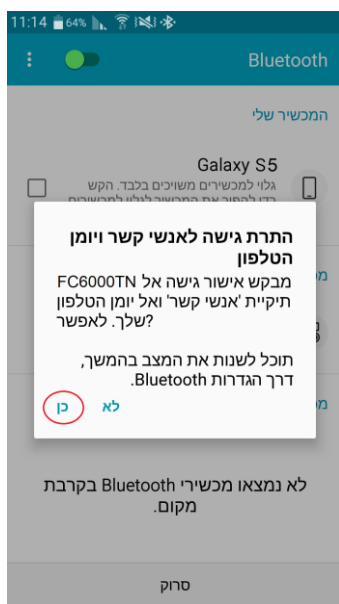 11:14 64%
Bluetooth
המכשיר שלי
Galaxy S5
גלוי למכשירים משויכים בלבד. הקש
כדי להפוך את המכשיר לגלוי למכשירים
התרת גישה לאנשי קשר ויומן
הטלפון
מבקש אישור גישה אל FC6000TN
תיקיית 'אנשי קשר' ואל יומן הטלפון
?שלך. לאפשר
תוכל לשנות את המצב בהמשך,
דרך הגדרות Bluetooth.
לא כן
לא נמצאו מכשירי Bluetooth בקרבת
מקום.
סרוק